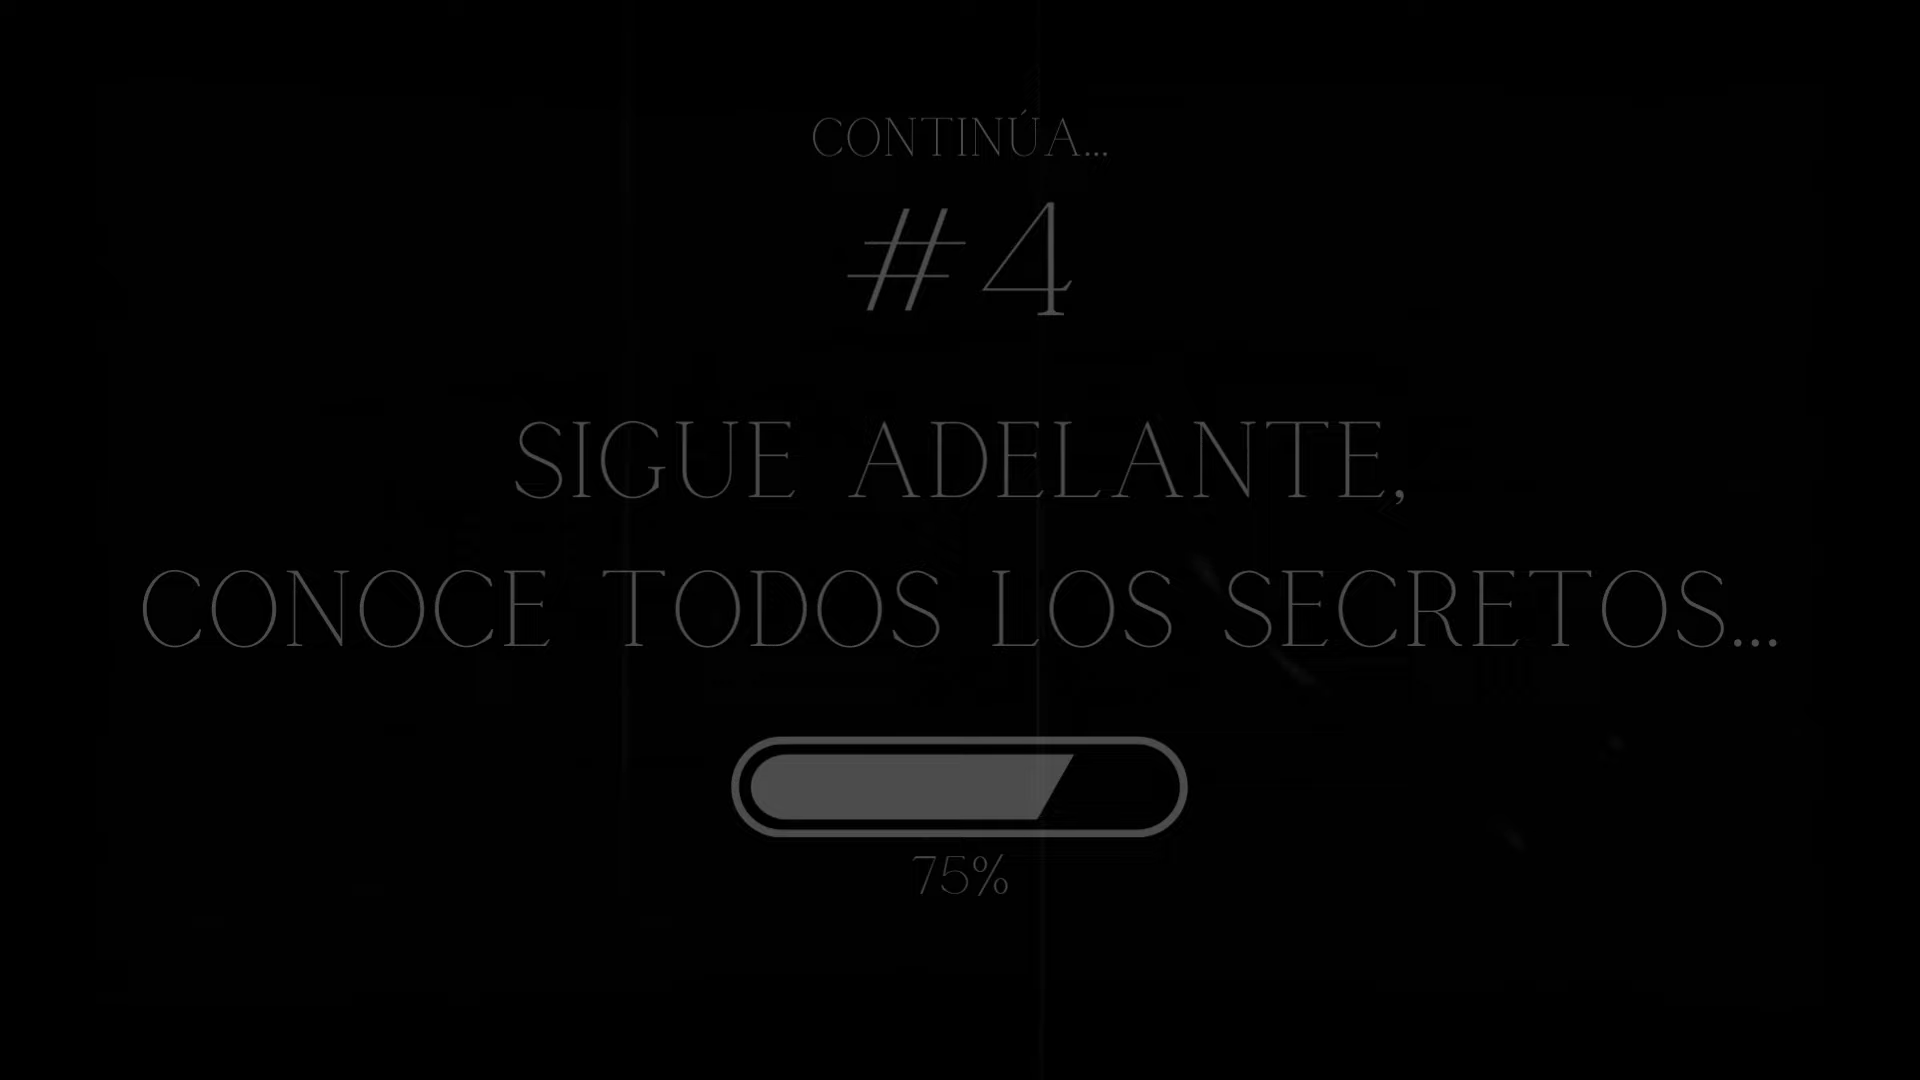 CONTINÚA...
#4
SIGUE ADELANTE,
CONOCE TODOS LOS SECRETOS...
75%